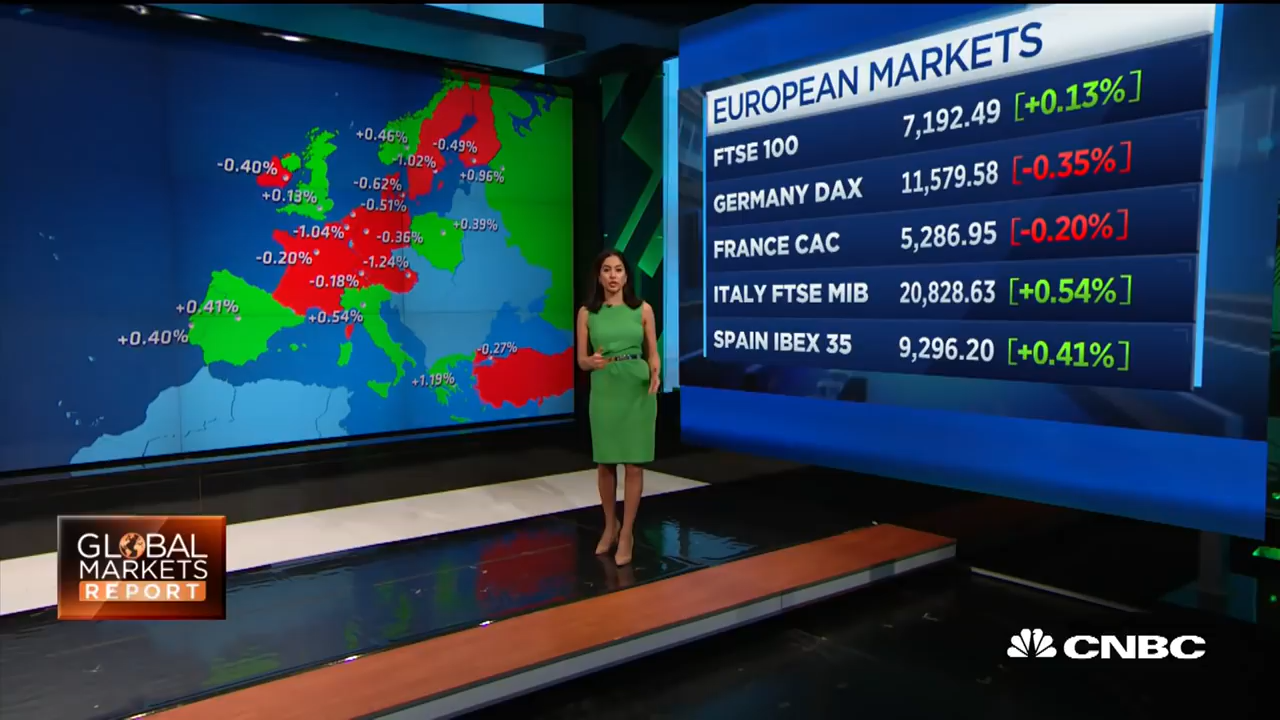 EUROPEAN MARKETS
FTSE 100 7,192.49 [+0.13%]
GERMANY DAX 11,579.58 [-0.35%]
FRANCE CAC 5,286.95 [-0.20%]
ITALY FTSE MIB 20,828.63 [+0.54%]
SPAIN IBEX 35 9,296.20 [+0.41%]
+0.46%
-0.49%
-0.40%
-1.02%
+0.96%
-0.62%
+0.13%
-0.51%
+0.39%
-1.04%
-0.36%
-0.20%
-1.24%
-0.18%
+0.41%
+0.54%
+0.40%
-0.27%
+1.19%
GLOBAL
MARKETS
REPORT
CNBC